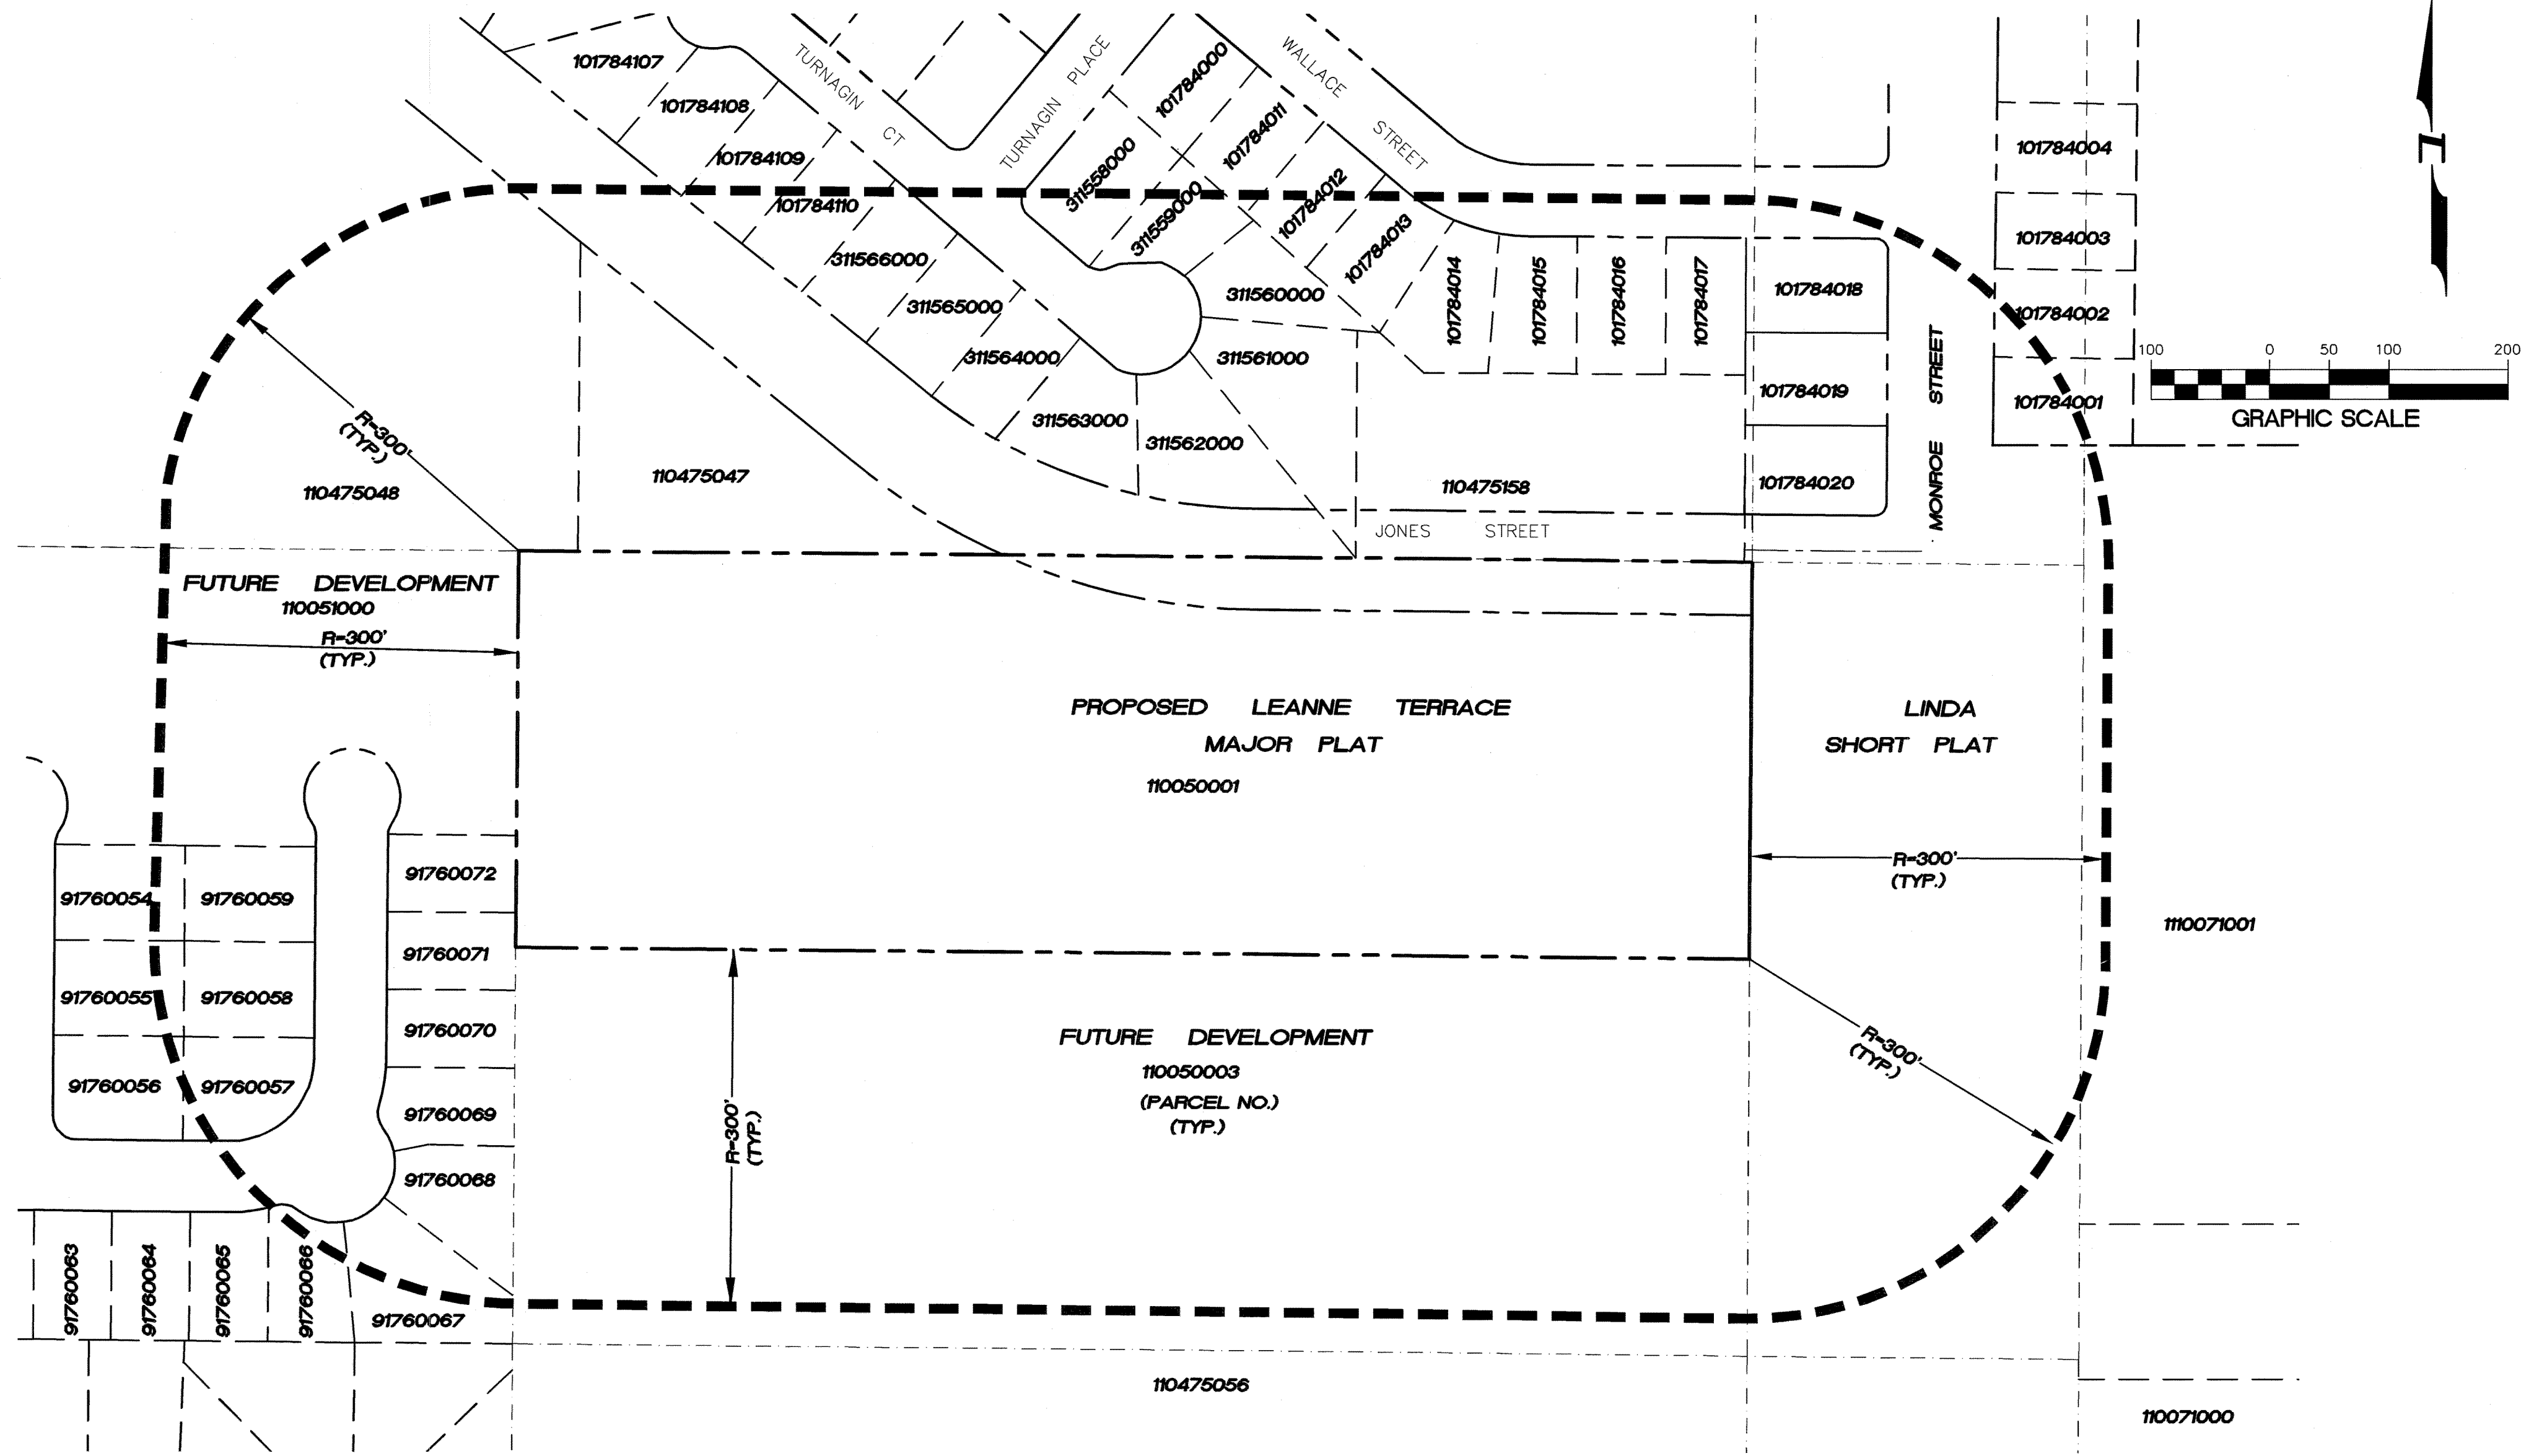 101784107
101784108
101784109
101784110
TURNAGIN CT
TURNAGIN PLACE
101784000
WALLACE STREET
101784011
311558000
311559000
101784012
101784013
101784004
101784003
101784002
101784001
311566000
311565000
311564000
311563000
311562000
311560000
311561000
101784014
101784015
101784016
101784017
101784018
101784019
101784020
MONROE STREET
100 0 50 100 200
GRAPHIC SCALE
R=300'
(TYP.)
110475048
110475047
110475158
JONES STREET
FUTURE DEVELOPMENT
110051000
R=300'
(TYP.)
PROPOSED LEANNE TERRACE
MAJOR PLAT
110050001
LINDA
SHORT PLAT
R=300'
(TYP.)
1110071001
91760072
91760054
91760059
91760071
91760055
91760058
91760070
91760056
91760057
91760069
91760068
R=300'
(TYP.)
FUTURE DEVELOPMENT
110050003
(PARCEL NO.)
(TYP.)
R=300'
(TYP.)
91760063
91760064
91760065
91760066
91760067
110475056
110071000